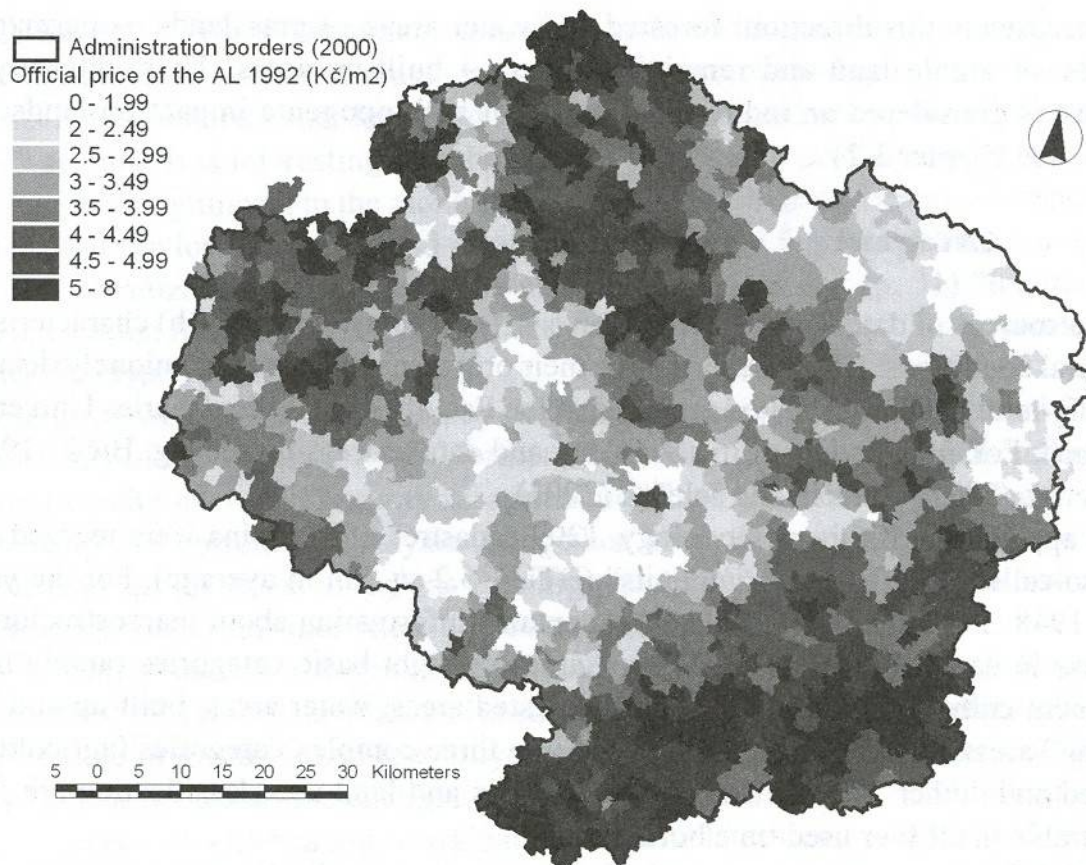 Administration borders (2000)
Official price of the AL 1992 (Kč/m2)
0 - 1.99
2 - 2.49
2.5 - 2.99
3 - 3.49
3.5 - 3.99
4 - 4.49
4.5 - 4.99
5 - 8
5 0 5 10 15 20 25 30 Kilometers